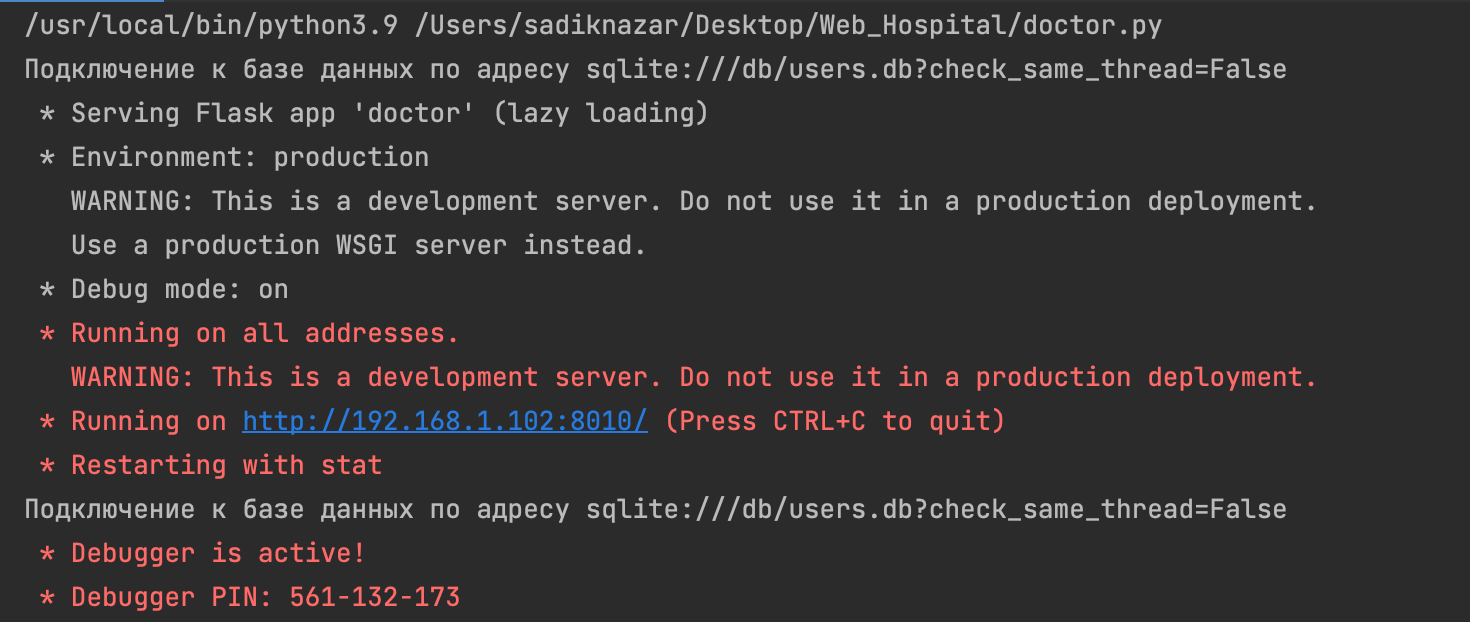 /usr/local/bin/python3.9 /Users/sadiknazar/Desktop/Web_Hospital/doctor.py
Подключение к базе данных по адресу sqlite:///db/users.db?check_same_thread=False
 * Serving Flask app 'doctor' (lazy loading)
 * Environment: production
   WARNING: This is a development server. Do not use it in a production deployment.
   Use a production WSGI server instead.
 * Debug mode: on
 * Running on all addresses.
   WARNING: This is a development server. Do not use it in a production deployment.
 * Running on http://192.168.1.102:8010/ (Press CTRL+C to quit)
 * Restarting with stat
Подключение к базе данных по адресу sqlite:///db/users.db?check_same_thread=False
 * Debugger is active!
 * Debugger PIN: 561-132-173